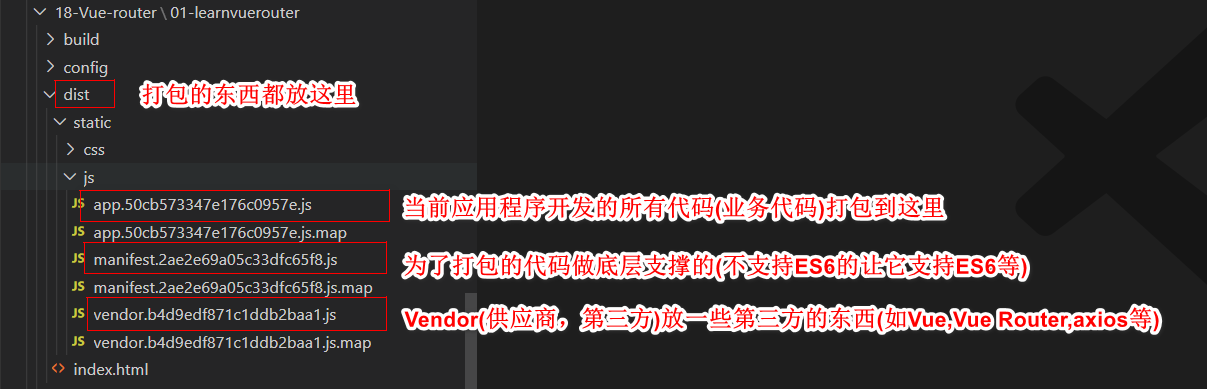 18-Vue-router \ 01-learnvuerouter
build
config
dist 打包的东西都放这里
static
css
js
JS app.50cb573347e176c0957e.js 当前应用程序开发的所有代码(业务代码)打包到这里
JS app.50cb573347e176c0957e.js.map
JS manifest.2ae2e69a05c33dfc65f8.js 为了打包的代码做底层支撑的(不支持ES6的让它支持ES6等)
JS manifest.2ae2e69a05c33dfc65f8.js.map
JS vendor.b4d9edf871c1ddb2baa1.js Vendor(供应商，第三方)放一些第三方的东西(如Vue,Vue Router,axios等)
JS vendor.b4d9edf871c1ddb2baa1.js.map
<> index.html